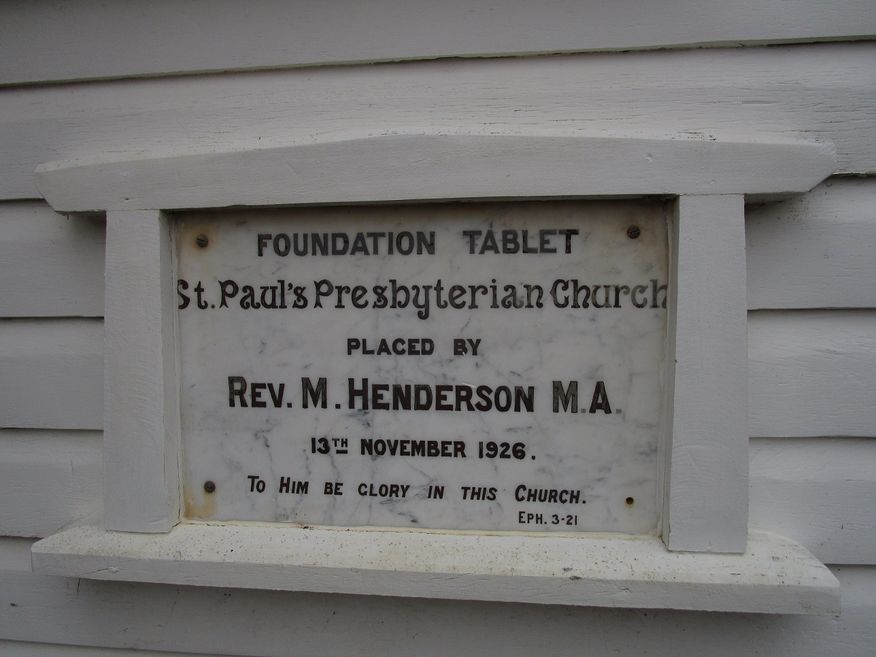 FOUNDATION TABLET
St. Paul's Presbyterian Church
PLACED BY
REV. M. HENDERSON M.A.
13TH NOVEMBER 1926.
TO HIM BE GLORY IN THIS CHURCH.
EPH. 3-21